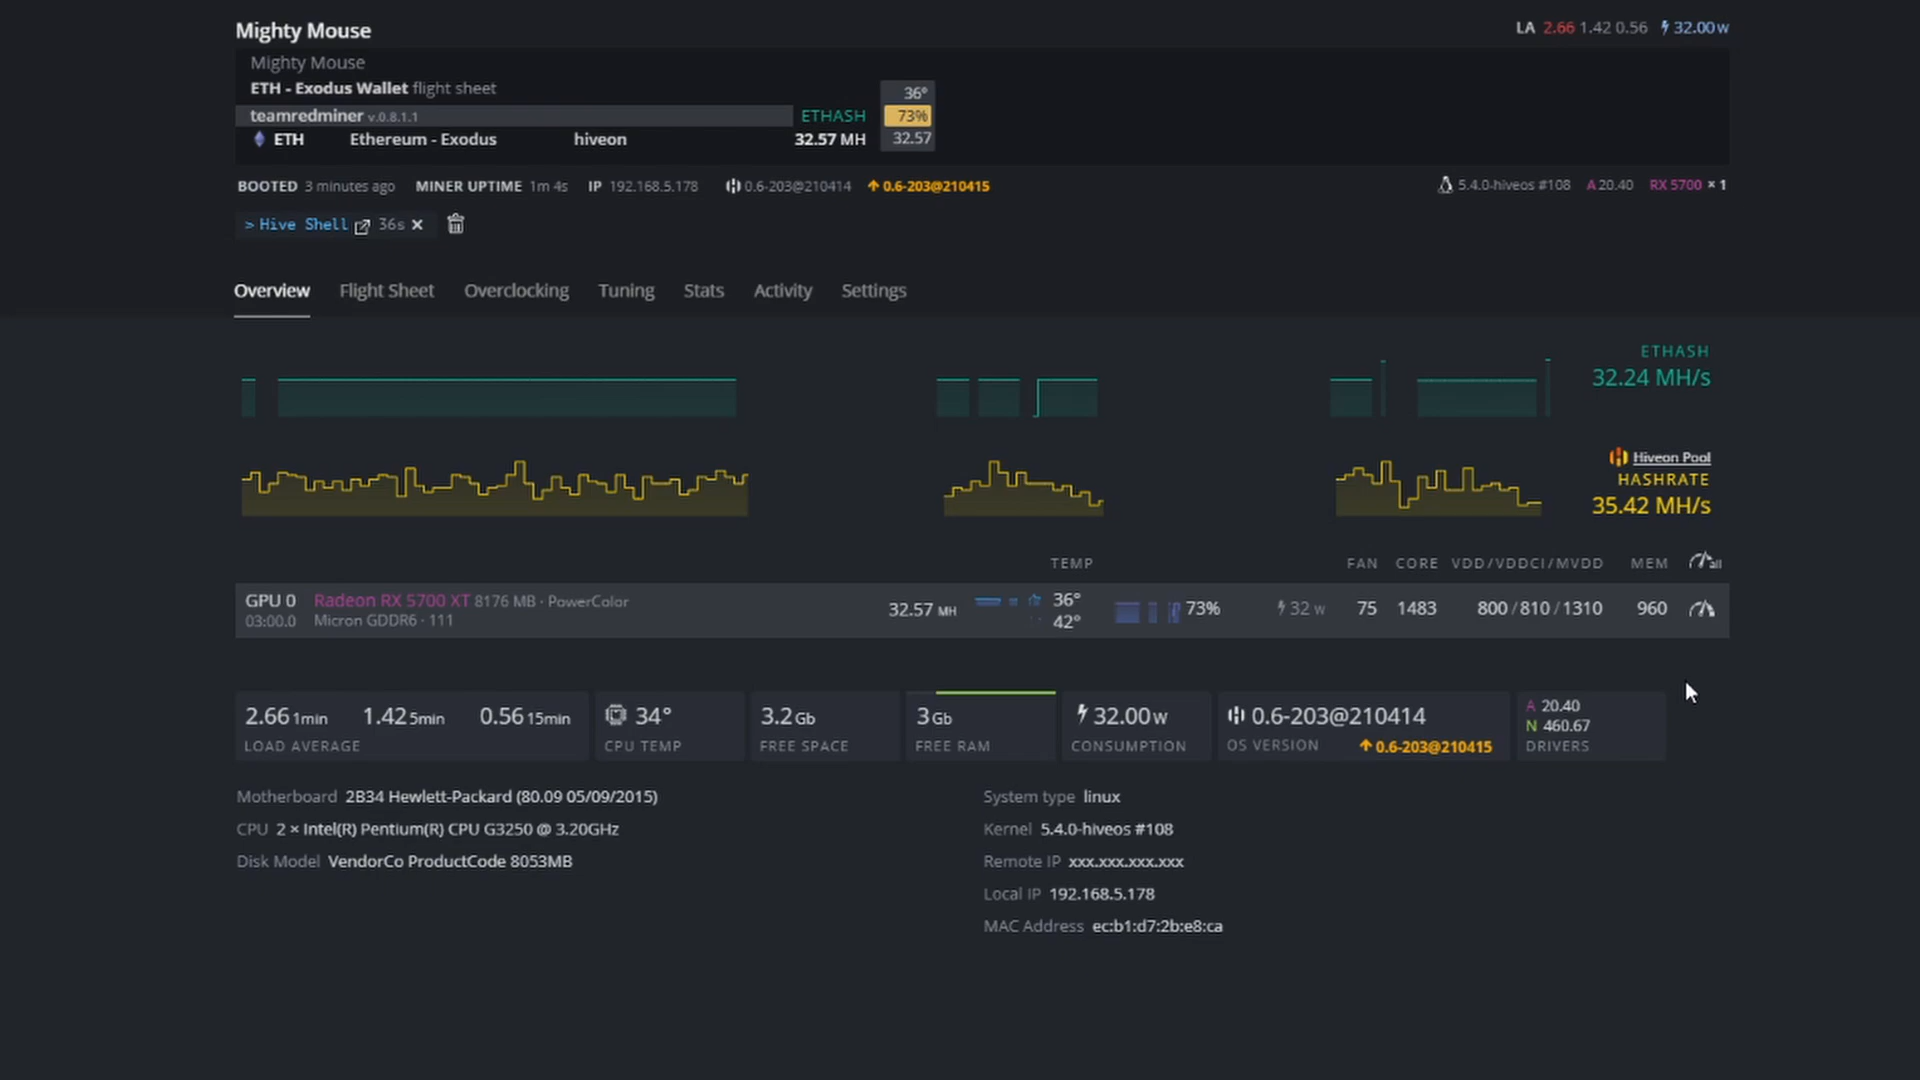 Mighty Mouse
LA 2.66 1.42 0.56 32.00 W
Mighty Mouse
ETH - Exodus Wallet flight sheet
36°
teamredminer v.0.8.1.1 ETHASH 73%
ETH Ethereum - Exodus hiveon 32.57 MH 32.57
BOOTED 3 minutes ago MINER UPTIME 1m 4s IP 192.168.5.178 0.6-203@210414 0.6-203@210415 5.4.0-hiveos #108 A 20.40 RX 5700 × 1
> Hive Shell 36s ×
Overview Flight Sheet Overclocking Tuning Stats Activity Settings
ETHASH
32.24 MH/s
Hiveon Pool
HASHRATE
35.42 MH/s
TEMP FAN CORE VDD/VDDCI/MVDD MEM all
GPU 0 Radeon RX 5700 XT 8176 MB · PowerColor 32.57 MH 36° 73% 32 W 75 1483 800/810/1310 960
03:00.0 Micron GDDR6 · 111 42°
2.66 1min 1.42 5min 0.56 15min
LOAD AVERAGE
34°
CPU TEMP
3.2 Gb
FREE SPACE
3 Gb
FREE RAM
32.00 W
CONSUMPTION
0.6-203@210414
OS VERSION 0.6-203@210415
A 20.40
N 460.67
DRIVERS
Motherboard 2B34 Hewlett-Packard (80.09 05/09/2015)
CPU 2 × Intel(R) Pentium(R) CPU G3250 @ 3.20GHz
Disk Model VendorCo ProductCode 8053MB
System type linux
Kernel 5.4.0-hiveos #108
Remote IP xxx.xxx.xxx.xxx
Local IP 192.168.5.178
MAC Address ec:b1:d7:2b:e8:ca